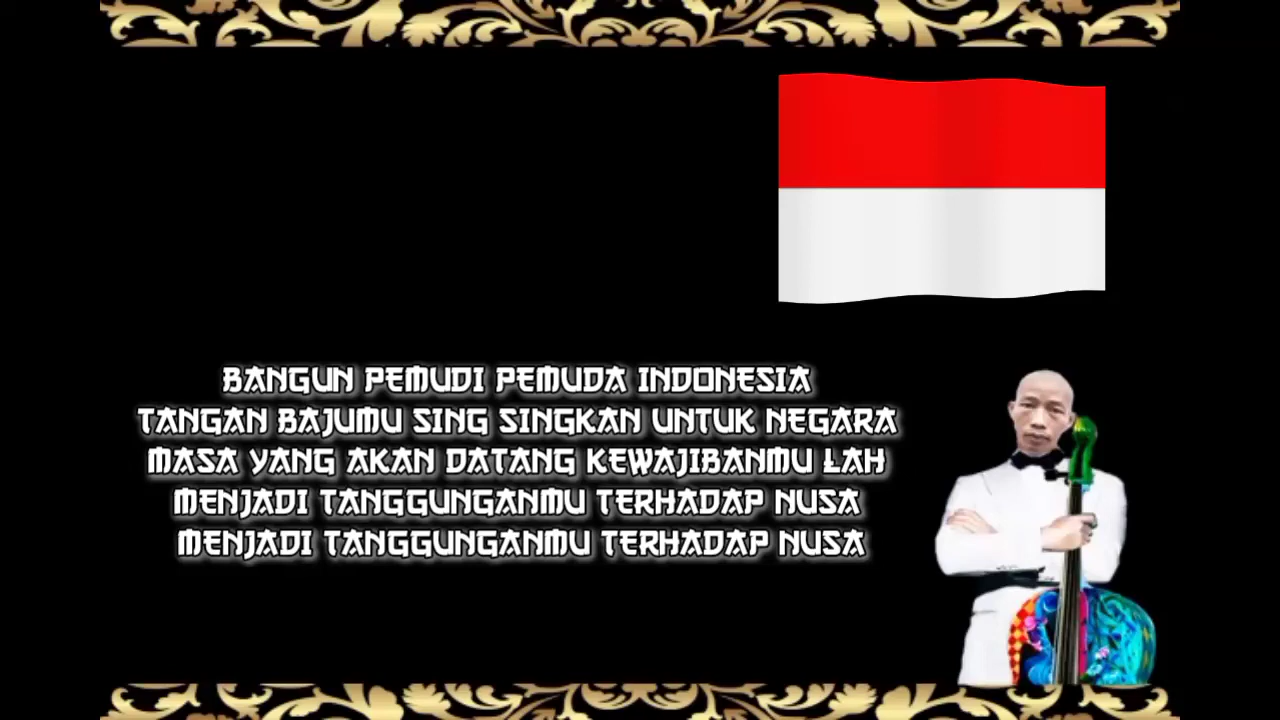 BANGUN PEMUDI PEMUDA INDONESIA
TANGAN BAJUMU SING SINGKAN UNTUK NEGARA
MASA YANG AKAN DATANG KEWAJIBANMU LAH
MENJADI TANGGUNGANMU TERHADAP NUSA
MENJADI TANGGUNGANMU TERHADAP NUSA